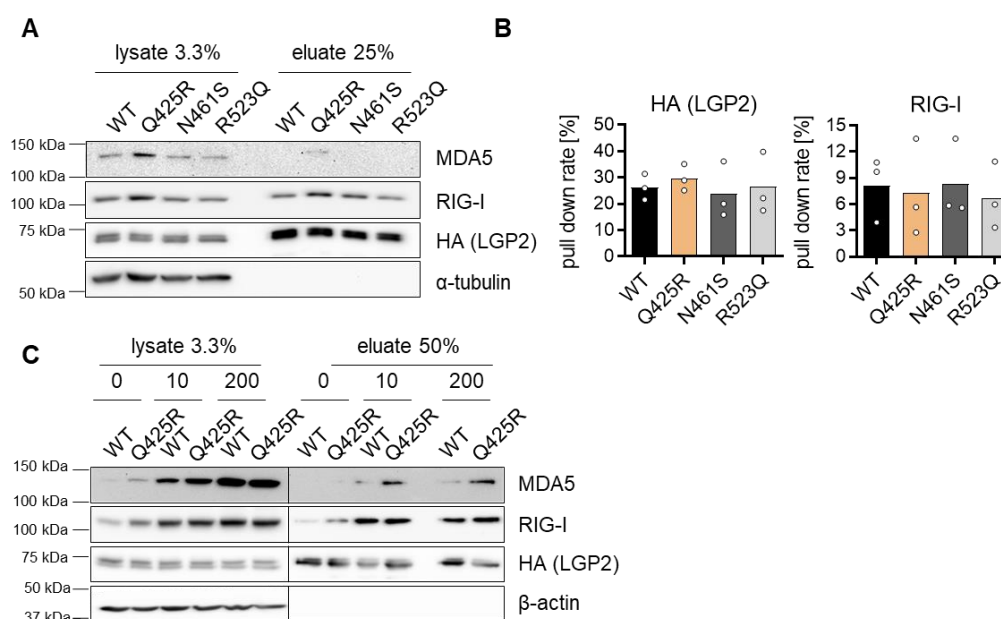 A
lysate 3.3% eluate 25%
WT Q425R N461S R523Q WT Q425R N461S R523Q
150 kDa
MDA5
100 kDa
100 kDa
RIG-I
75 kDa
HA (LGP2)
α-tubulin
50 kDa
B
HA (LGP2)
pull down rate [%]
50
40
30
20
10
0
WT Q425R N461S R523Q
RIG-I
pull down rate [%]
15
12
9
6
3
0
WT Q425R N461S R523Q
C
lysate 3.3% eluate 50%
0 10 200 0 10 200
WT Q425R WT Q425R WT Q425R WT Q425R WT Q425R WT Q425R
150 kDa
MDA5
100 kDa
RIG-I
100 kDa
75 kDa
HA (LGP2)
50 kDa
β-actin
37 kDa